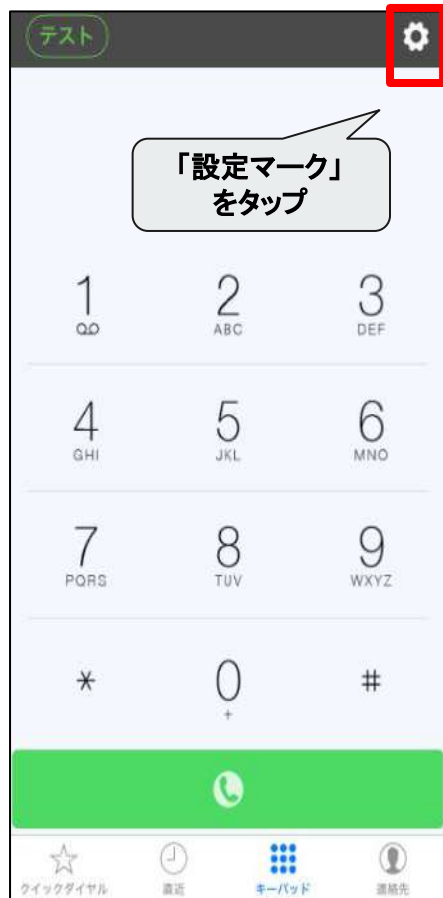 テスト
「設定マーク」
をタップ
1
2
ABC
3
DEF
4
GHI
5
JKL
6
MNO
7
PQRS
8
TUV
9
WXYZ
*
0
+
#
クイックダイヤル
直近
キーパッド
連絡先